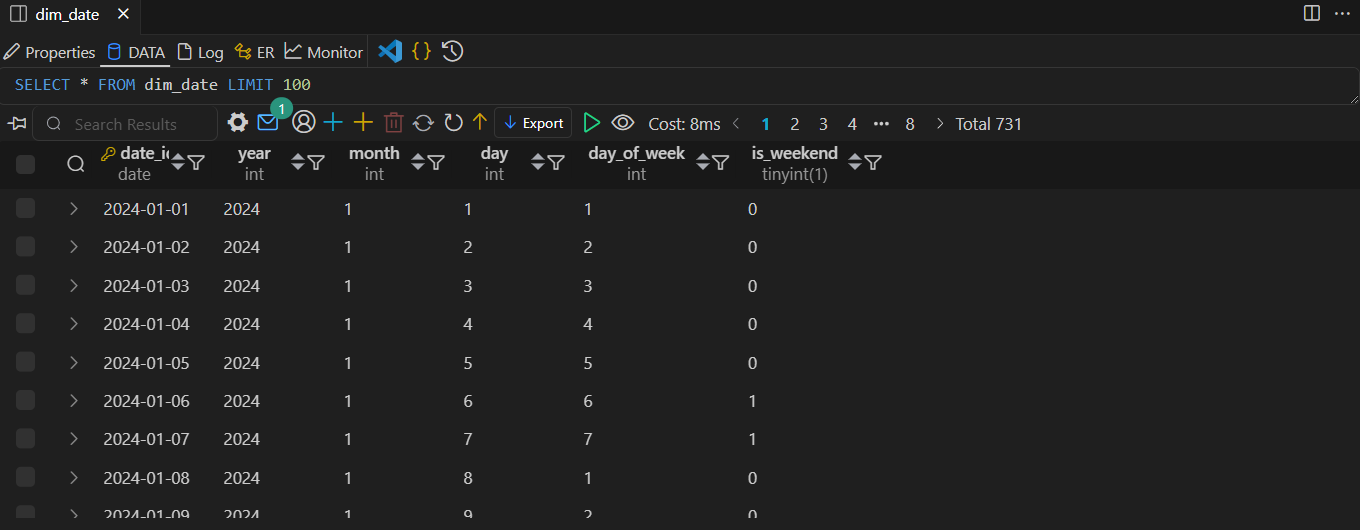 dim_date
Properties DATA Log ER Monitor { }
SELECT * FROM dim_date LIMIT 100
1
Search Results Export Cost: 8ms 1 2 3 4 ••• 8 Total 731
year month day day_of_week is_weekend
date int int int int tinyint(1)
2024-01-01 2024 1 1 1 0
2024-01-02 2024 1 2 2 0
2024-01-03 2024 1 3 3 0
2024-01-04 2024 1 4 4 0
2024-01-05 2024 1 5 5 0
2024-01-06 2024 1 6 6 1
2024-01-07 2024 1 7 7 1
2024-01-08 2024 1 8 1 0
2024-01-09 2024 1 9 2 0